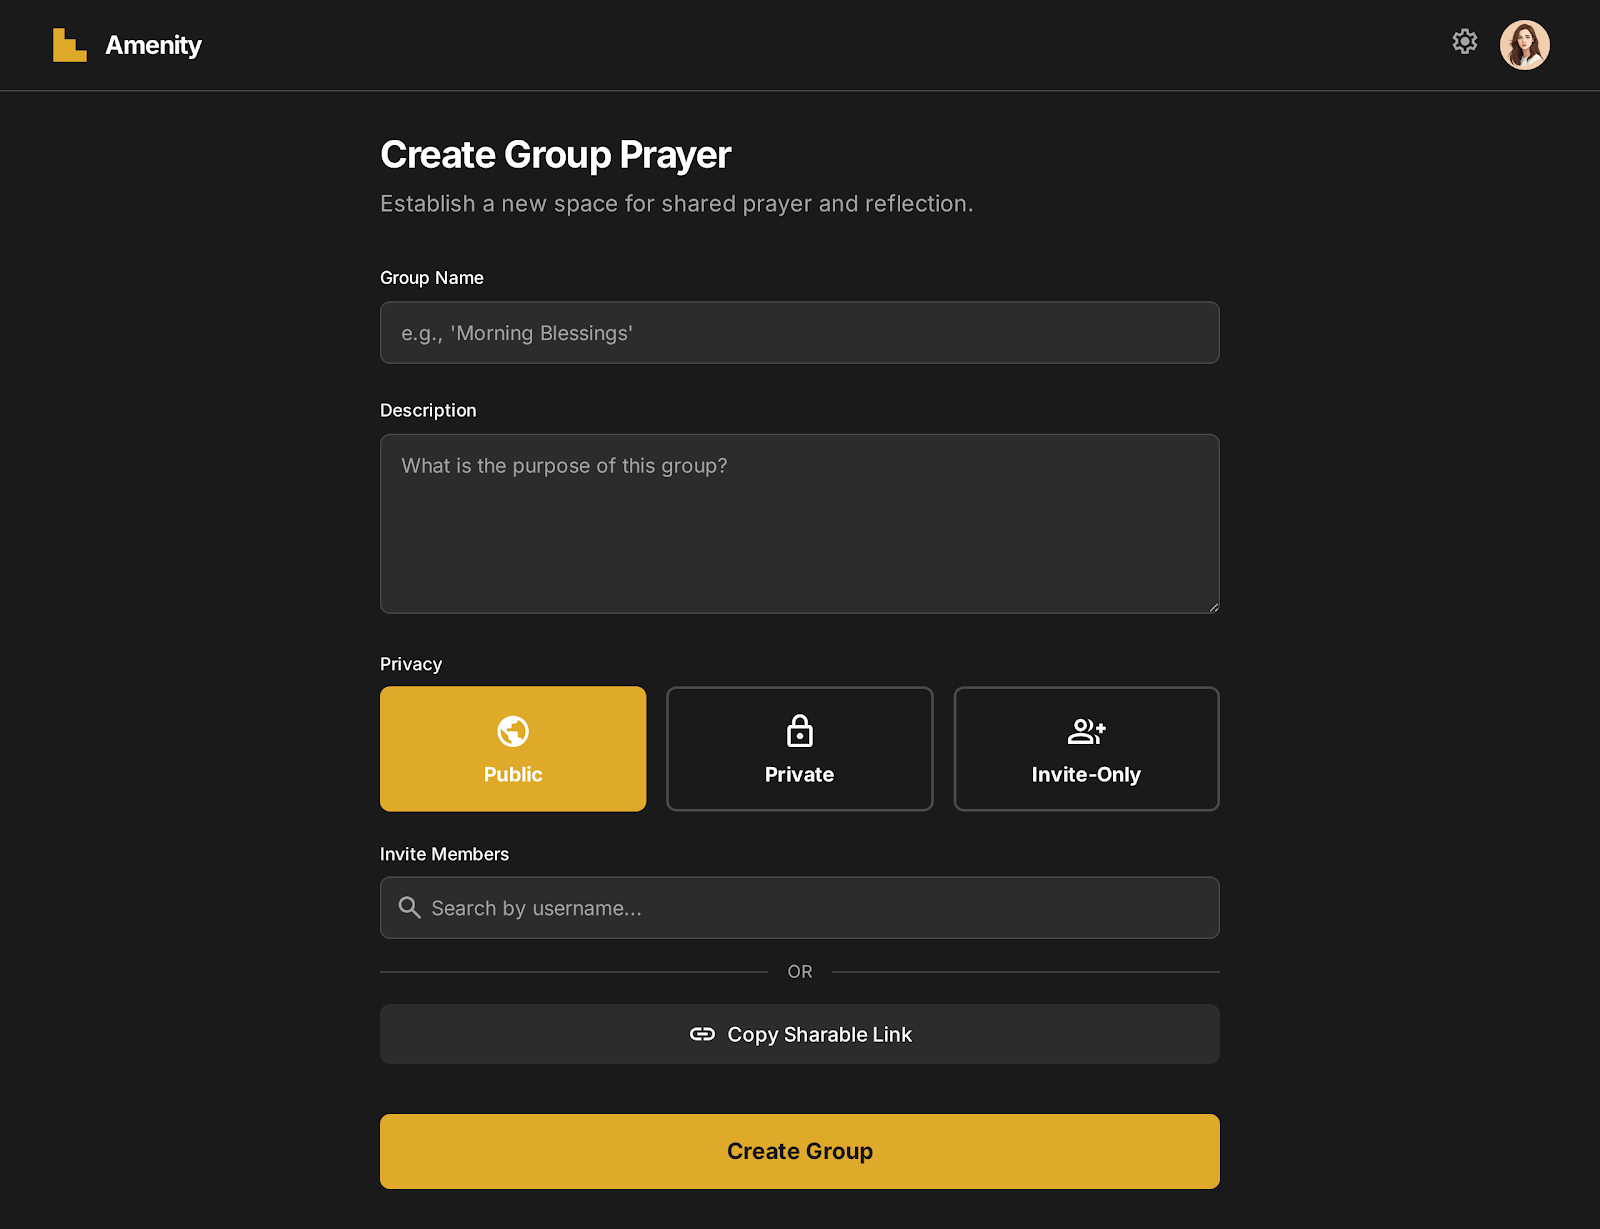 Amenity
Create Group Prayer
Establish a new space for shared prayer and reflection.
Group Name
e.g., 'Morning Blessings'
Description
What is the purpose of this group?
Privacy
Public
Private
Invite-Only
Invite Members
Search by username...
OR
Copy Sharable Link
Create Group